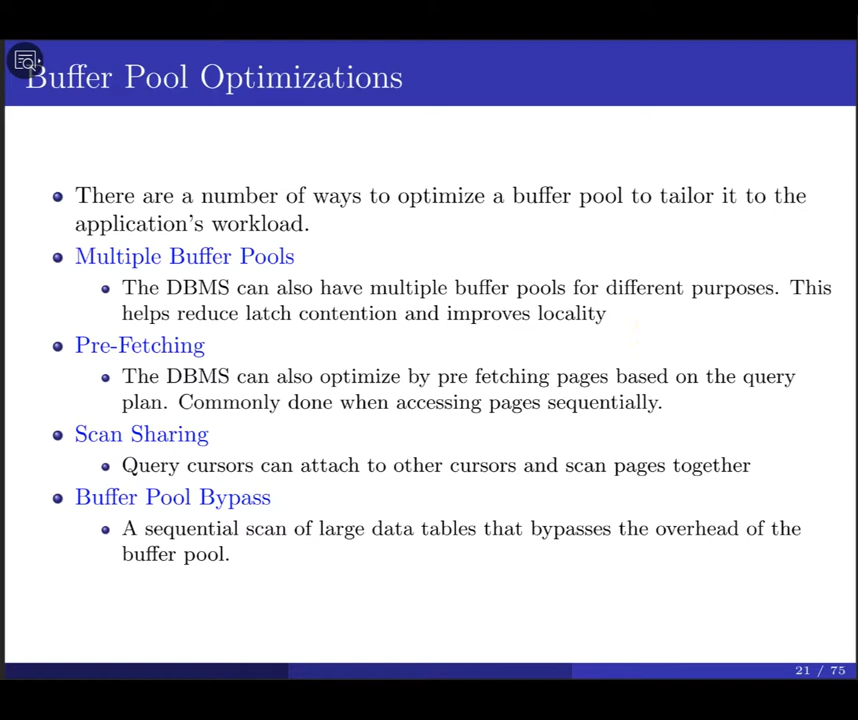 Buffer Pool Optimizations
There are a number of ways to optimize a buffer pool to tailor it to the
application's workload.
Multiple Buffer Pools
The DBMS can also have multiple buffer pools for different purposes. This
helps reduce latch contention and improves locality
Pre-Fetching
The DBMS can also optimize by pre fetching pages based on the query
plan. Commonly done when accessing pages sequentially.
Scan Sharing
Query cursors can attach to other cursors and scan pages together
Buffer Pool Bypass
A sequential scan of large data tables that bypasses the overhead of the
buffer pool.
21 / 75